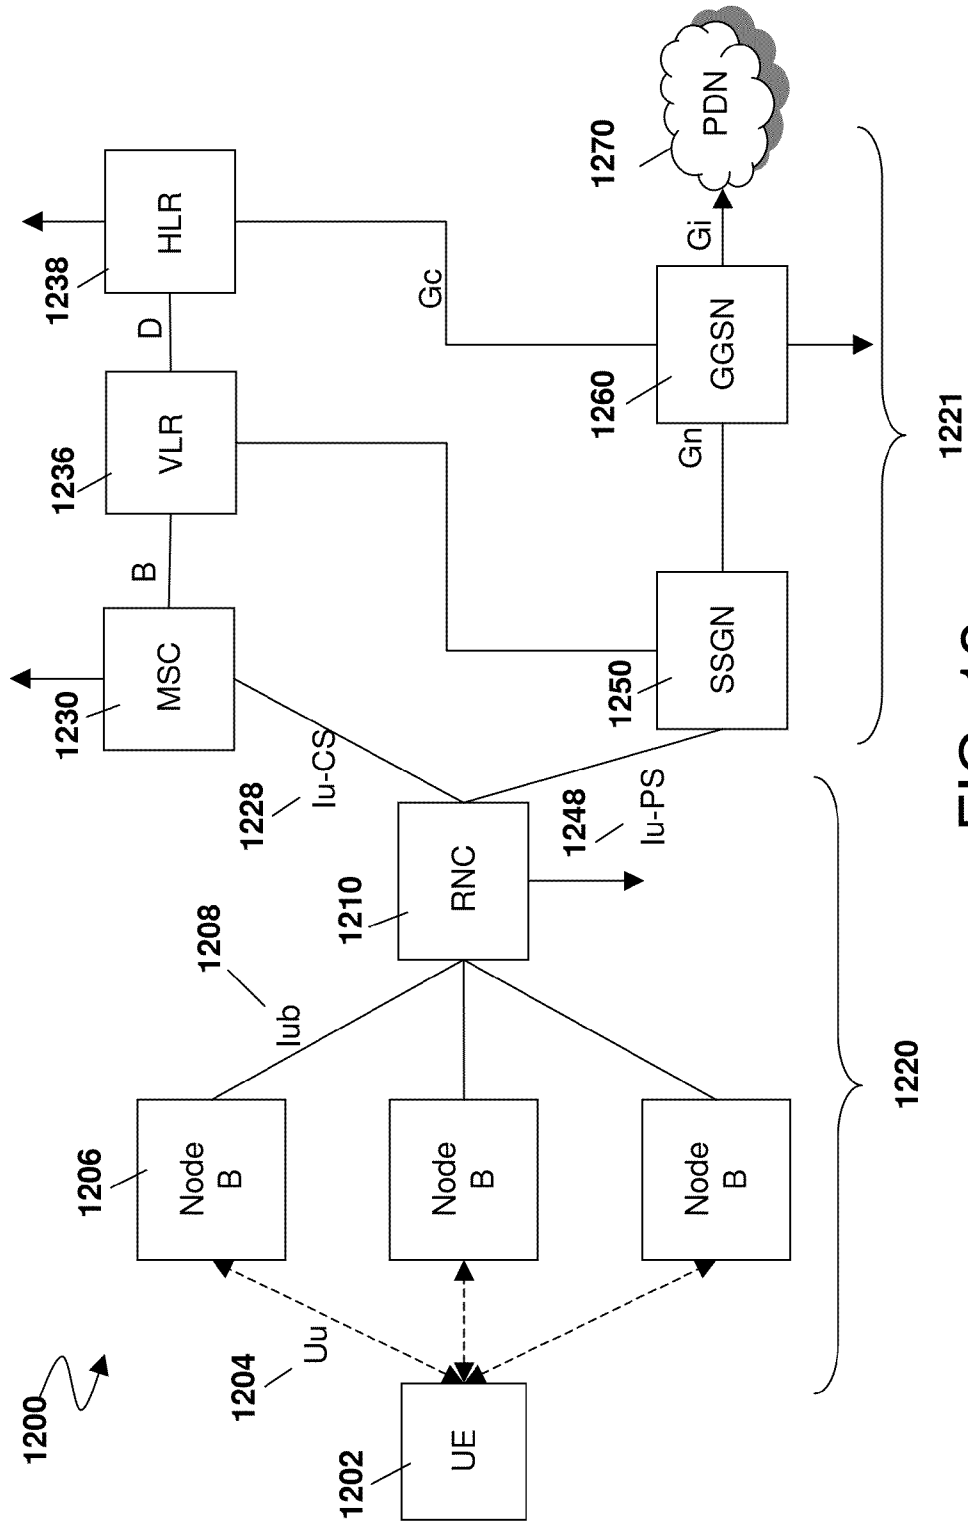 1200
1202
UE
1204
Uu
1206
Node
B
Node
B
Node
B
1208
Iub
1210
RNC
1220
1228
Iu-CS
1248
Iu-PS
1230
MSC
B
1236
VLR
D
1238
HLR
Gc
1250
SSGN
Gn
1260
GGSN
Gi
1270
PDN
1221